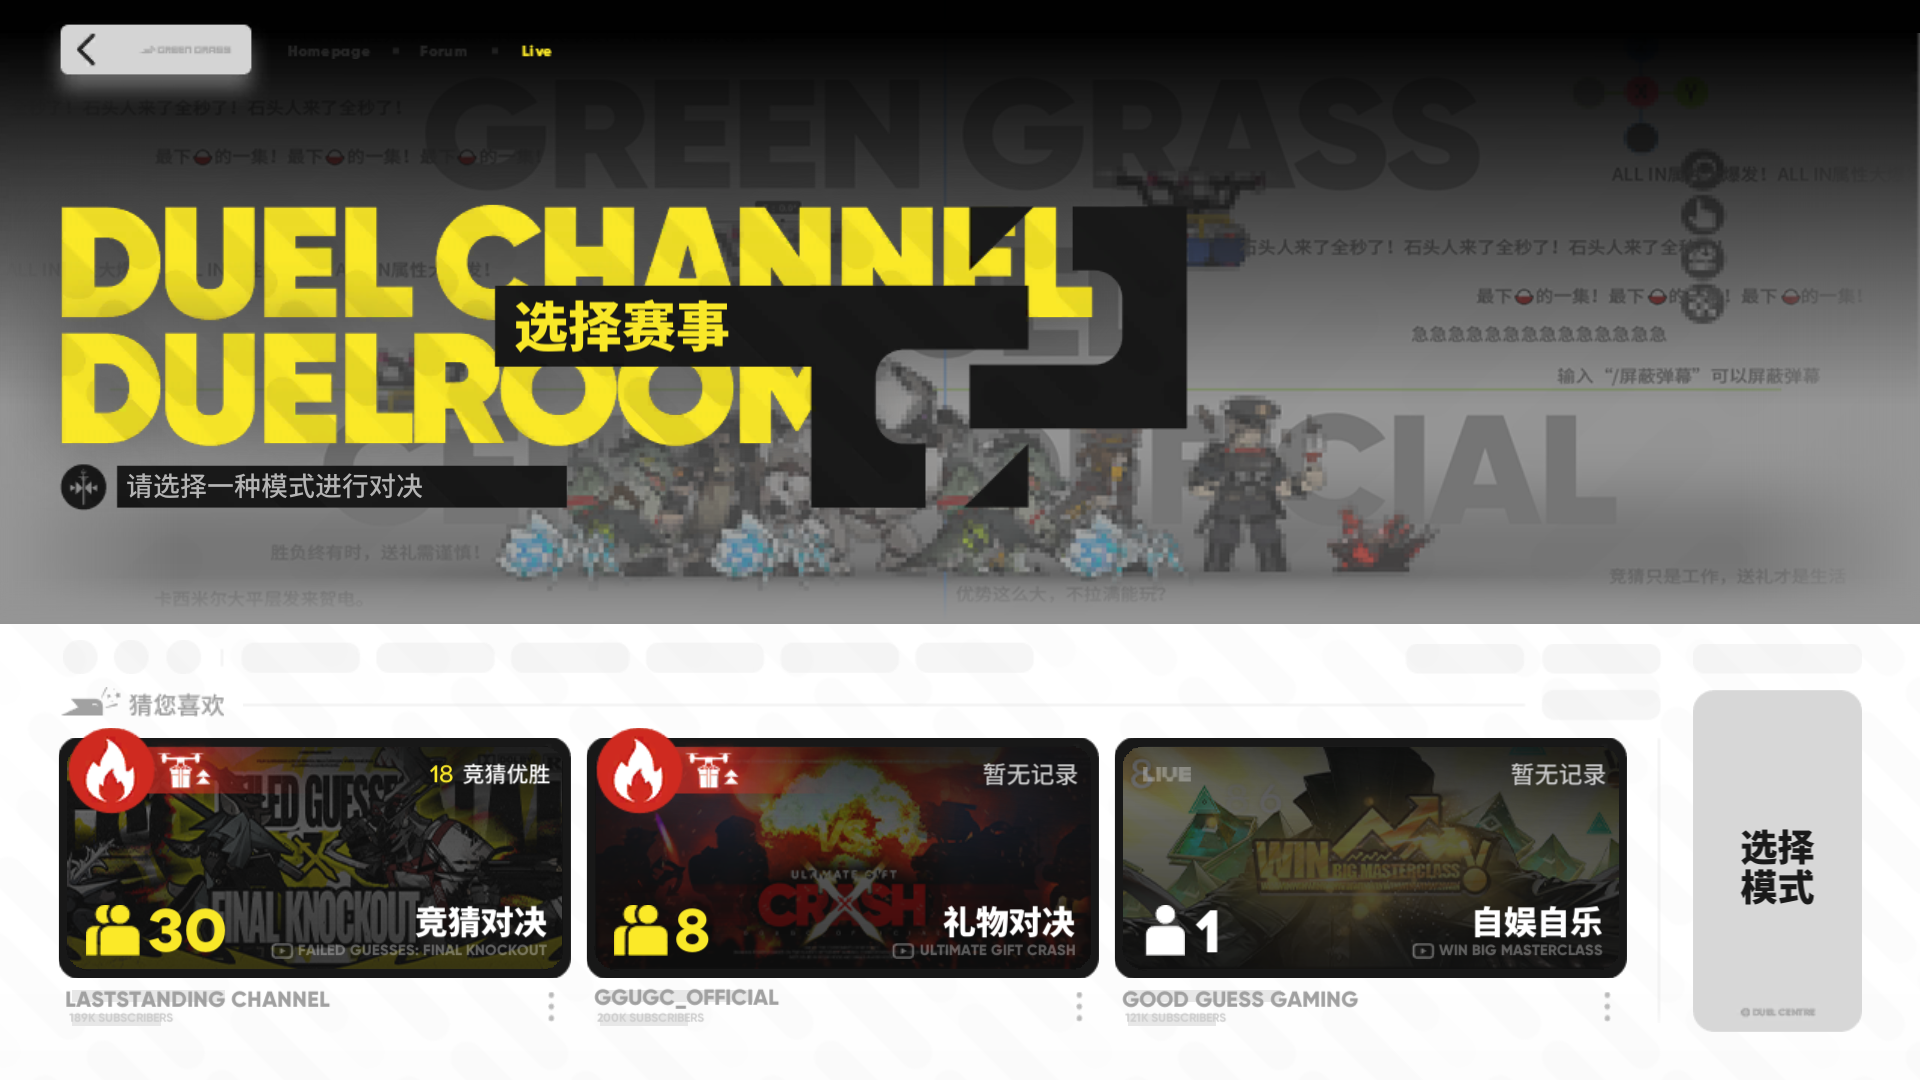 GREEN GRASS
Homepage
Forum
Live
GREEN GRASS
石头人来了全秒了！石头人来了全秒了！
最下的一集！最下的一集！最下的一集！
ALL IN属 爆发！ALL IN属性大
DUEL CHANNEL
石头人来了全秒了！石头人来了全秒了！石头人来了全秒了！
最下的一集！最下的一集！最下的一集！
选择赛事
急急急急急急急急急急急急急急
DUELROOM
输入“/屏蔽弹幕”可以屏蔽弹幕
OFFICIAL
请选择一种模式进行对决
胜负终有时，送礼需谨慎！
竞猜只是工作，送礼才是生活
卡西米尔大平层发来贺电。
优势这么大，不拉满能玩？
猜您喜欢
18 竞猜优胜
FAILED GUESSES
FINAL KNOCKOUT
30
竞猜对决
FAILED GUESSES: FINAL KNOCKOUT
LASTSTANDING CHANNEL
189K SUBSCRIBERS
暂无记录
ULTIMATE GIFT
CRASH
8
礼物对决
ULTIMATE GIFT CRASH
GGUGC_OFFICIAL
200K SUBSCRIBERS
LIVE
暂无记录
WIN BIG MASTERCLASS!
1
自娱自乐
WIN BIG MASTERCLASS
GOOD GUESS GAMING
121K SUBSCRIBERS
选择
模式
DUEL CENTRE